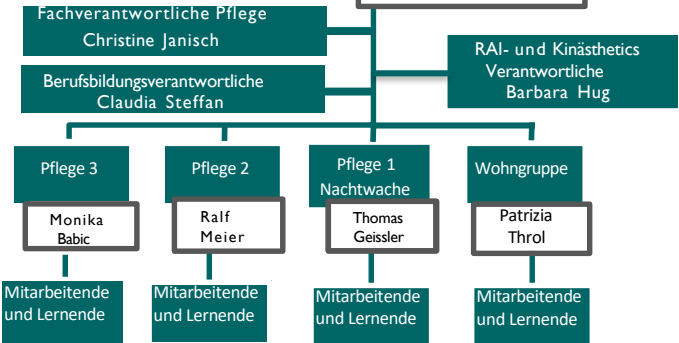 Fachverantwortliche Pflege
Christine Janisch
RAI- und Kinästhetics
Verantwortliche
Barbara Hug
Berufsbildungsverantwortliche
Claudia Steffan
Pflege 3
Pflege 2
Pflege 1
Nachtwache
Wohngruppe
Monika
Babic
Ralf
Meier
Thomas
Geissler
Patrizia
Throl
Mitarbeitende
und Lernende
Mitarbeitende
und Lernende
Mitarbeitende
und Lernende
Mitarbeitende
und Lernende